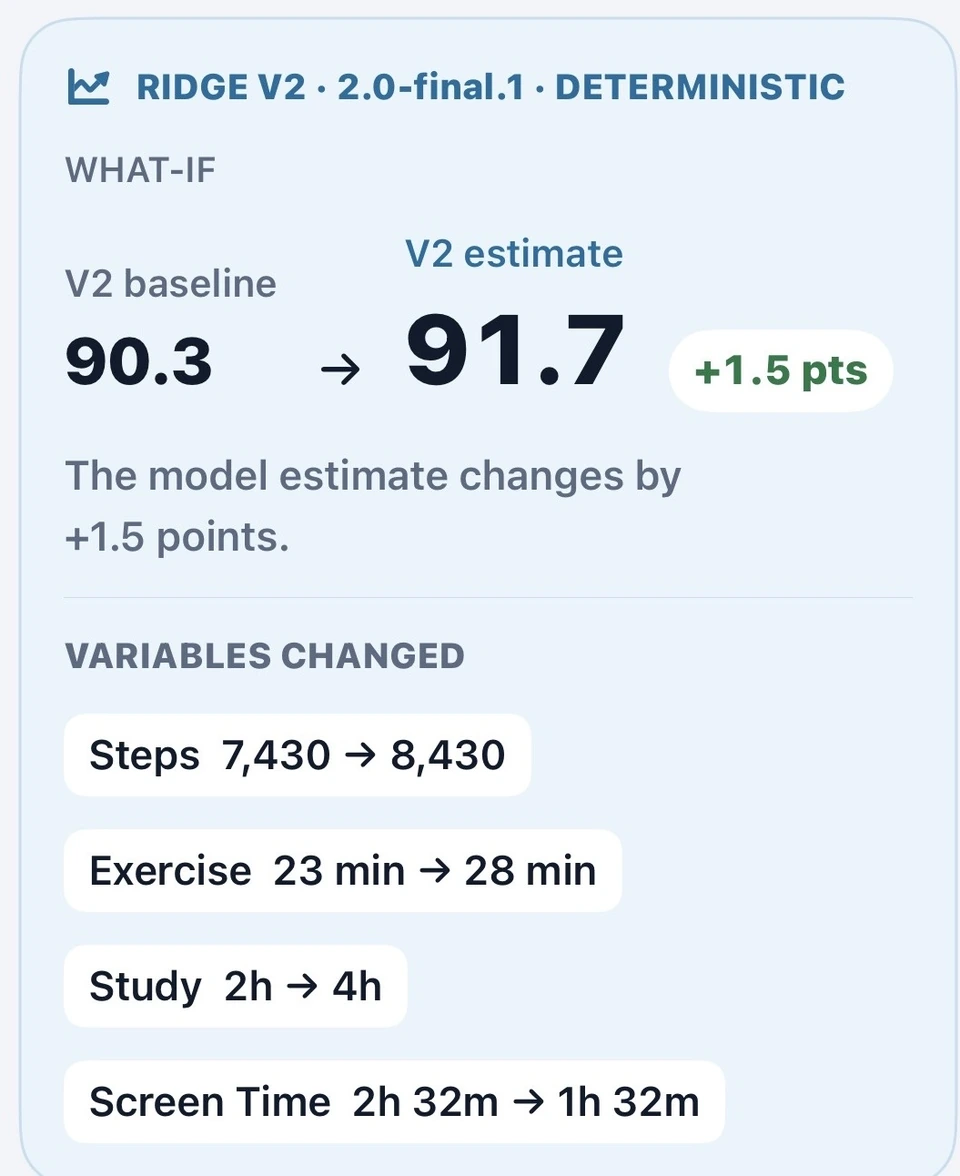 RIDGE V2 · 2.0-final.1 · DETERMINISTIC
WHAT-IF
V2 baseline
90.3
→
V2 estimate
91.7
+1.5 pts
The model estimate changes by
+1.5 points.
VARIABLES CHANGED
Steps 7,430 → 8,430
Exercise 23 min → 28 min
Study 2h → 4h
Screen Time 2h 32m → 1h 32m